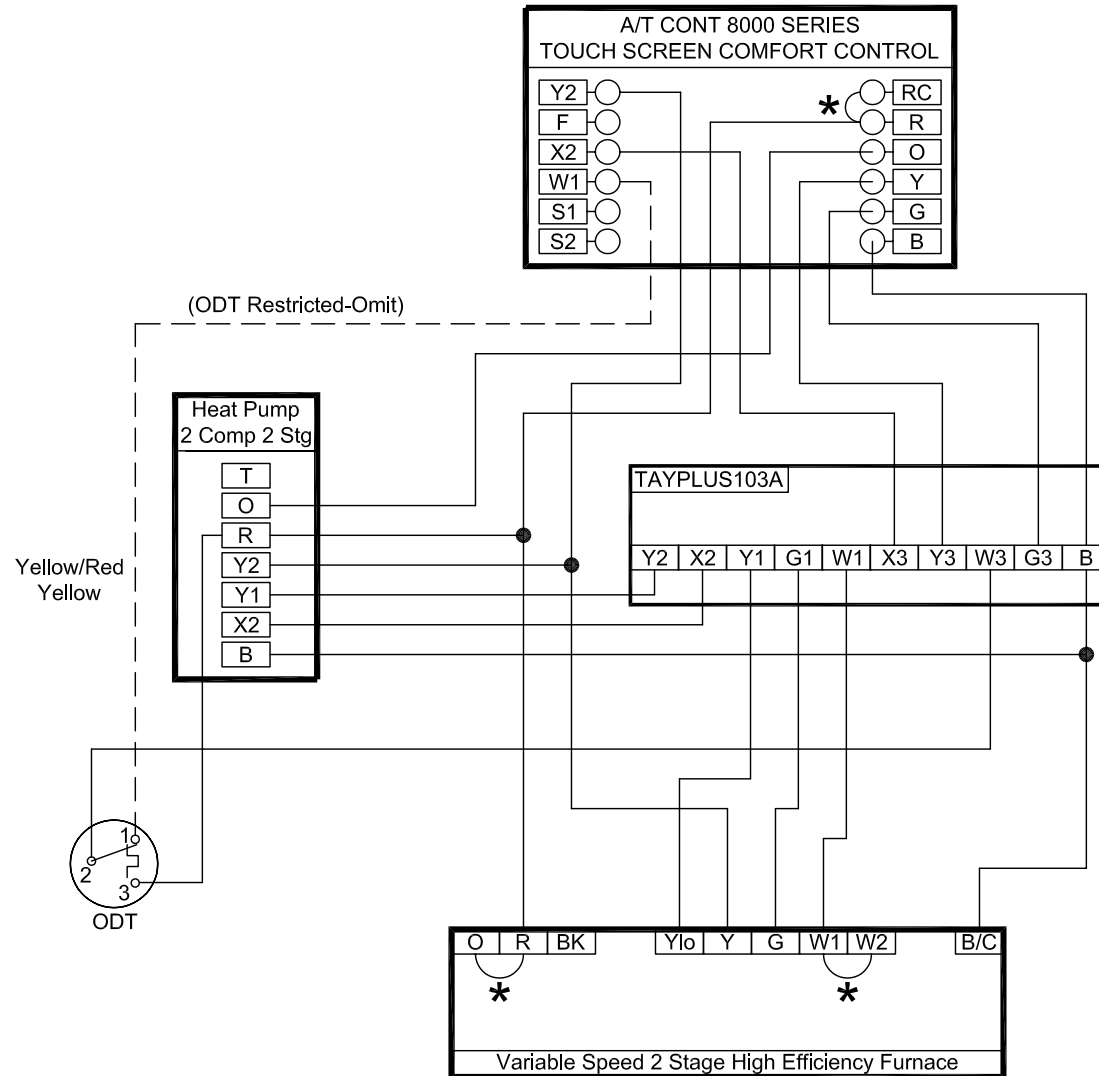 A/T CONT 8000 SERIES
TOUCH SCREEN COMFORT CONTROL
Y2
F
X2
W1
S1
S2
*
RC
R
O
Y
G
B
(ODT Restricted-Omit)
Heat Pump
2 Comp 2 Stg
T
O
R
Y2
Y1
X2
B
Yellow/Red
Yellow
TAYPLUS103A
Y2 X2 Y1 G1 W1 X3 Y3 W3 G3 B
1
2
3
ODT
O R BK Ylo Y G W1 W2 B/C
* *
Variable Speed 2 Stage High Efficiency Furnace